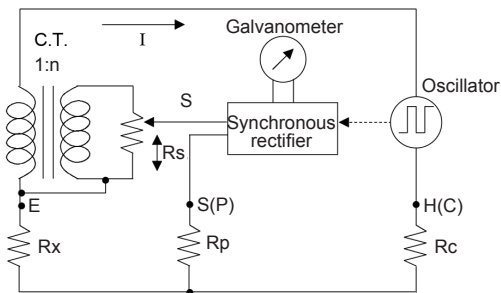 C.T.
1:n
I
Galvanometer
Oscillator
S
Synchronous
rectifier
Rs
E
S(P)
H(C)
Rx
Rp
Rc